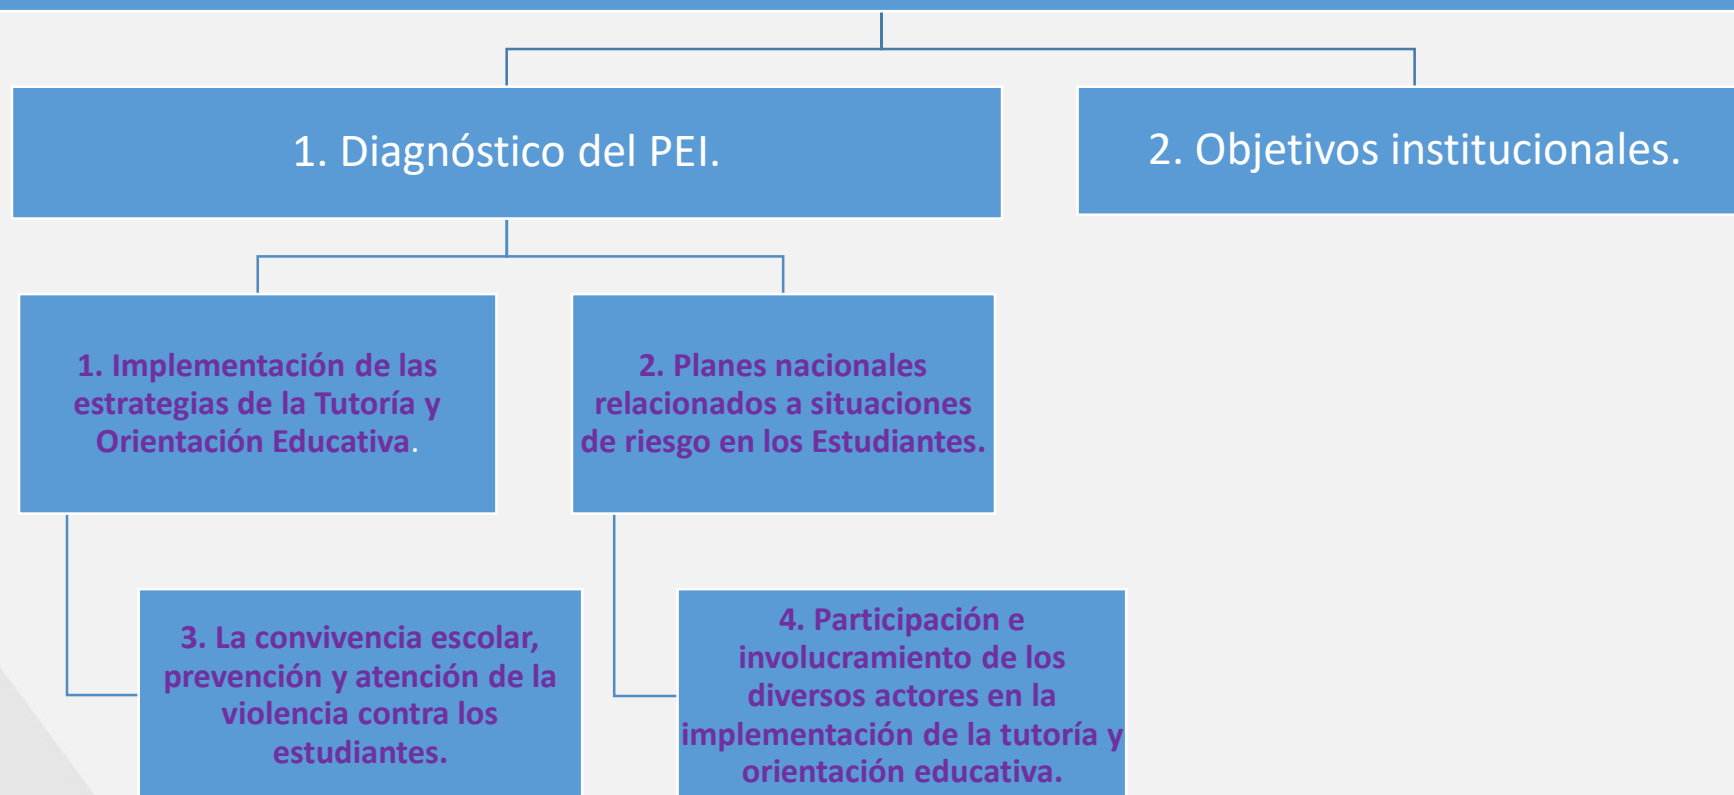 1. Diagnóstico del PEI.
2. Objetivos institucionales.
1. Implementación de las
estrategias de la Tutoría y
Orientación Educativa.
2. Planes nacionales
relacionados a situaciones
de riesgo en los Estudiantes.
3. La convivencia escolar,
prevención y atención de la
violencia contra los
estudiantes.
4. Participación e
involucramiento de los
diversos actores en la
implementación de la tutoría y
orientación educativa.